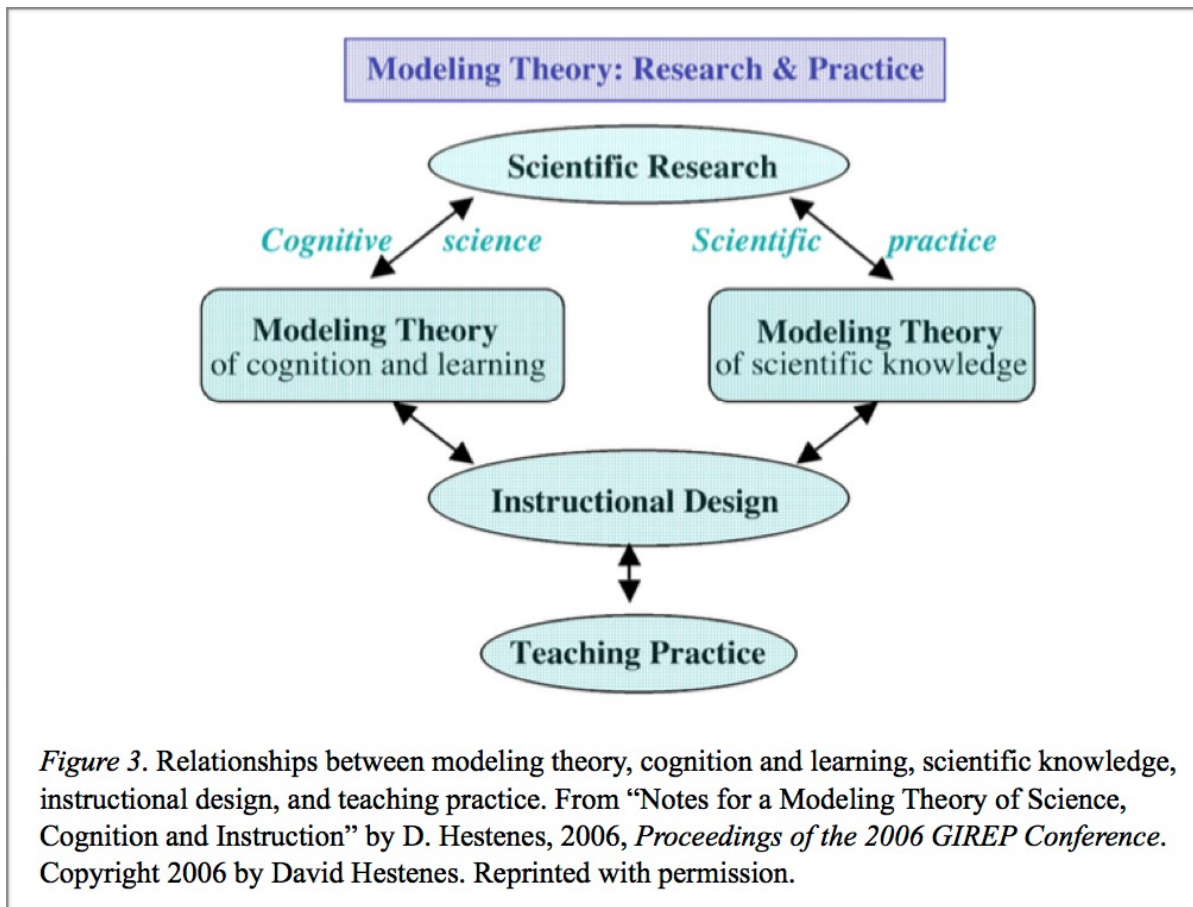 Modeling Theory: Research & Practice
Scientific Research
Cognitive science
Scientific practice
Modeling Theory
of cognition and learning
Modeling Theory
of scientific knowledge
Instructional Design
Teaching Practice
Figure 3. Relationships between modeling theory, cognition and learning, scientific knowledge,
instructional design, and teaching practice. From “Notes for a Modeling Theory of Science,
Cognition and Instruction” by D. Hestenes, 2006, Proceedings of the 2006 GIREP Conference.
Copyright 2006 by David Hestenes. Reprinted with permission.